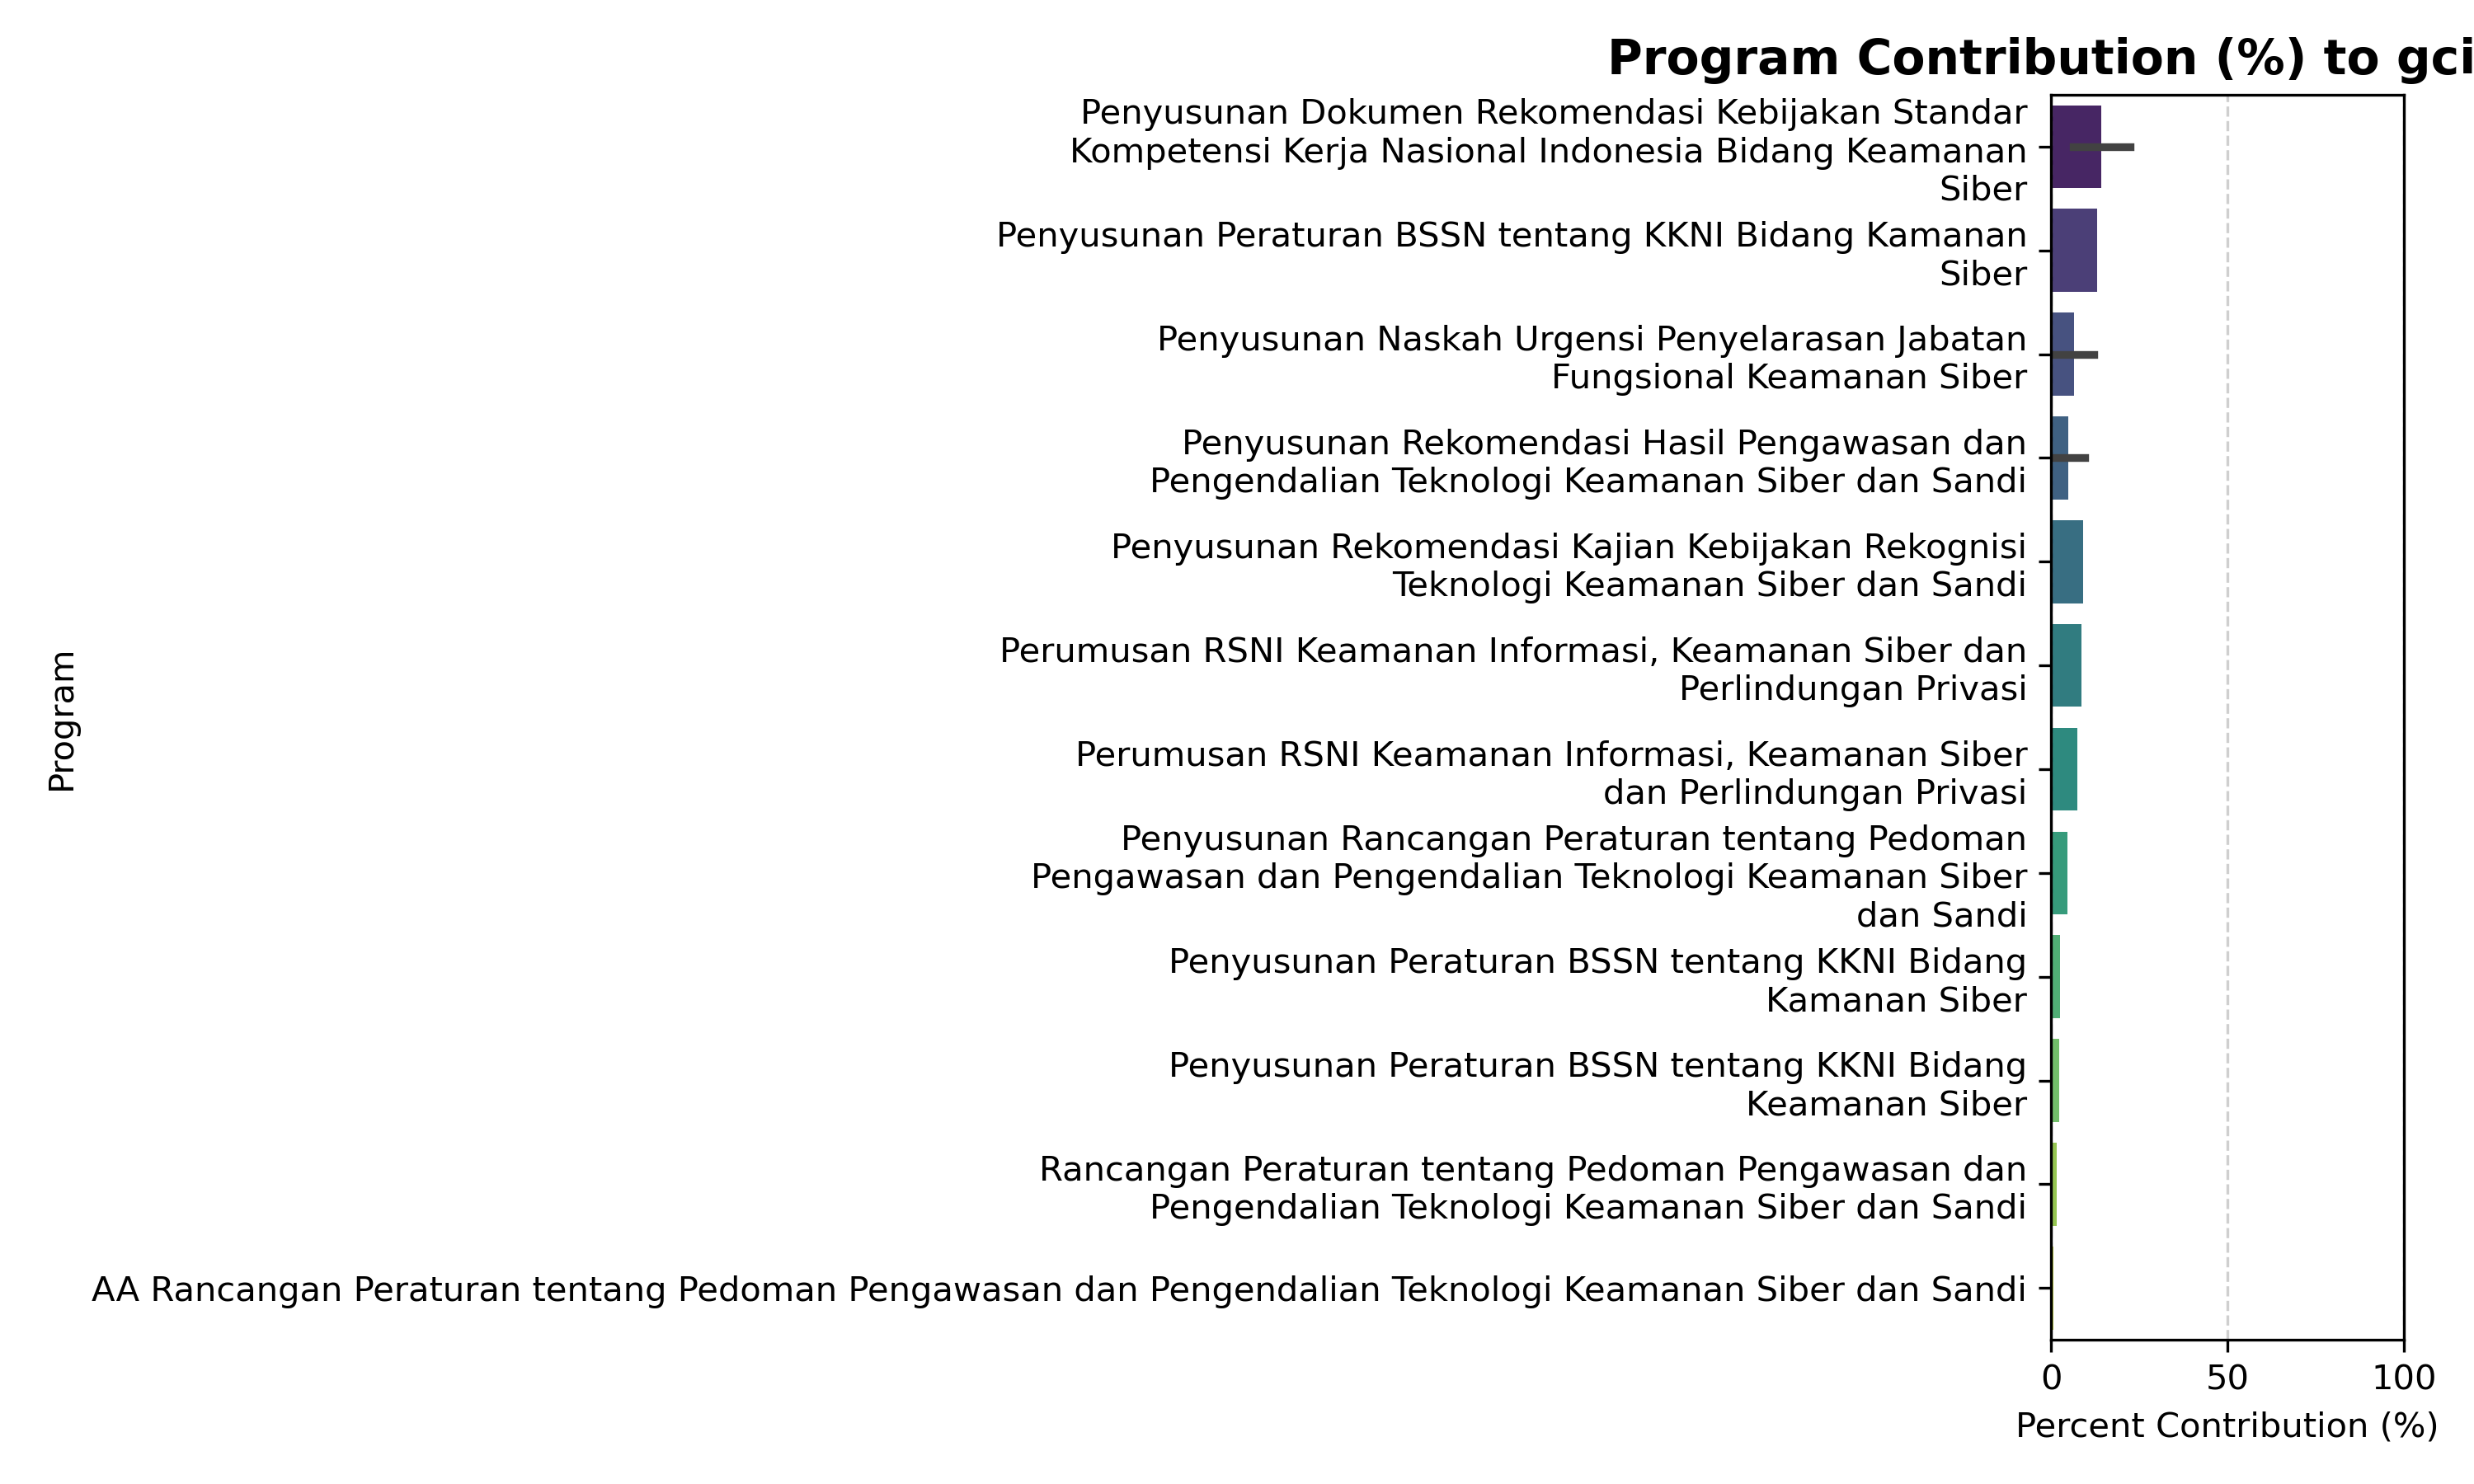 Program Contribution (%) to gci
Penyusunan Dokumen Rekomendasi Kebijakan Standar
Kompetensi Kerja Nasional Indonesia Bidang Keamanan
Siber
Penyusunan Peraturan BSSN tentang KKNI Bidang Kamanan
Siber
Penyusunan Naskah Urgensi Penyelarasan Jabatan
Fungsional Keamanan Siber
Penyusunan Rekomendasi Hasil Pengawasan dan
Pengendalian Teknologi Keamanan Siber dan Sandi
Penyusunan Rekomendasi Kajian Kebijakan Rekognisi
Teknologi Keamanan Siber dan Sandi
Perumusan RSNI Keamanan Informasi, Keamanan Siber dan
Perlindungan Privasi
Perumusan RSNI Keamanan Informasi, Keamanan Siber
dan Perlindungan Privasi
Penyusunan Rancangan Peraturan tentang Pedoman
Pengawasan dan Pengendalian Teknologi Keamanan Siber
dan Sandi
Penyusunan Peraturan BSSN tentang KKNI Bidang
Kamanan Siber
Penyusunan Peraturan BSSN tentang KKNI Bidang
Keamanan Siber
Rancangan Peraturan tentang Pedoman Pengawasan dan
Pengendalian Teknologi Keamanan Siber dan Sandi
AA Rancangan Peraturan tentang Pedoman Pengawasan dan Pengendalian Teknologi Keamanan Siber dan Sandi
Program
0 50 100
Percent Contribution (%)